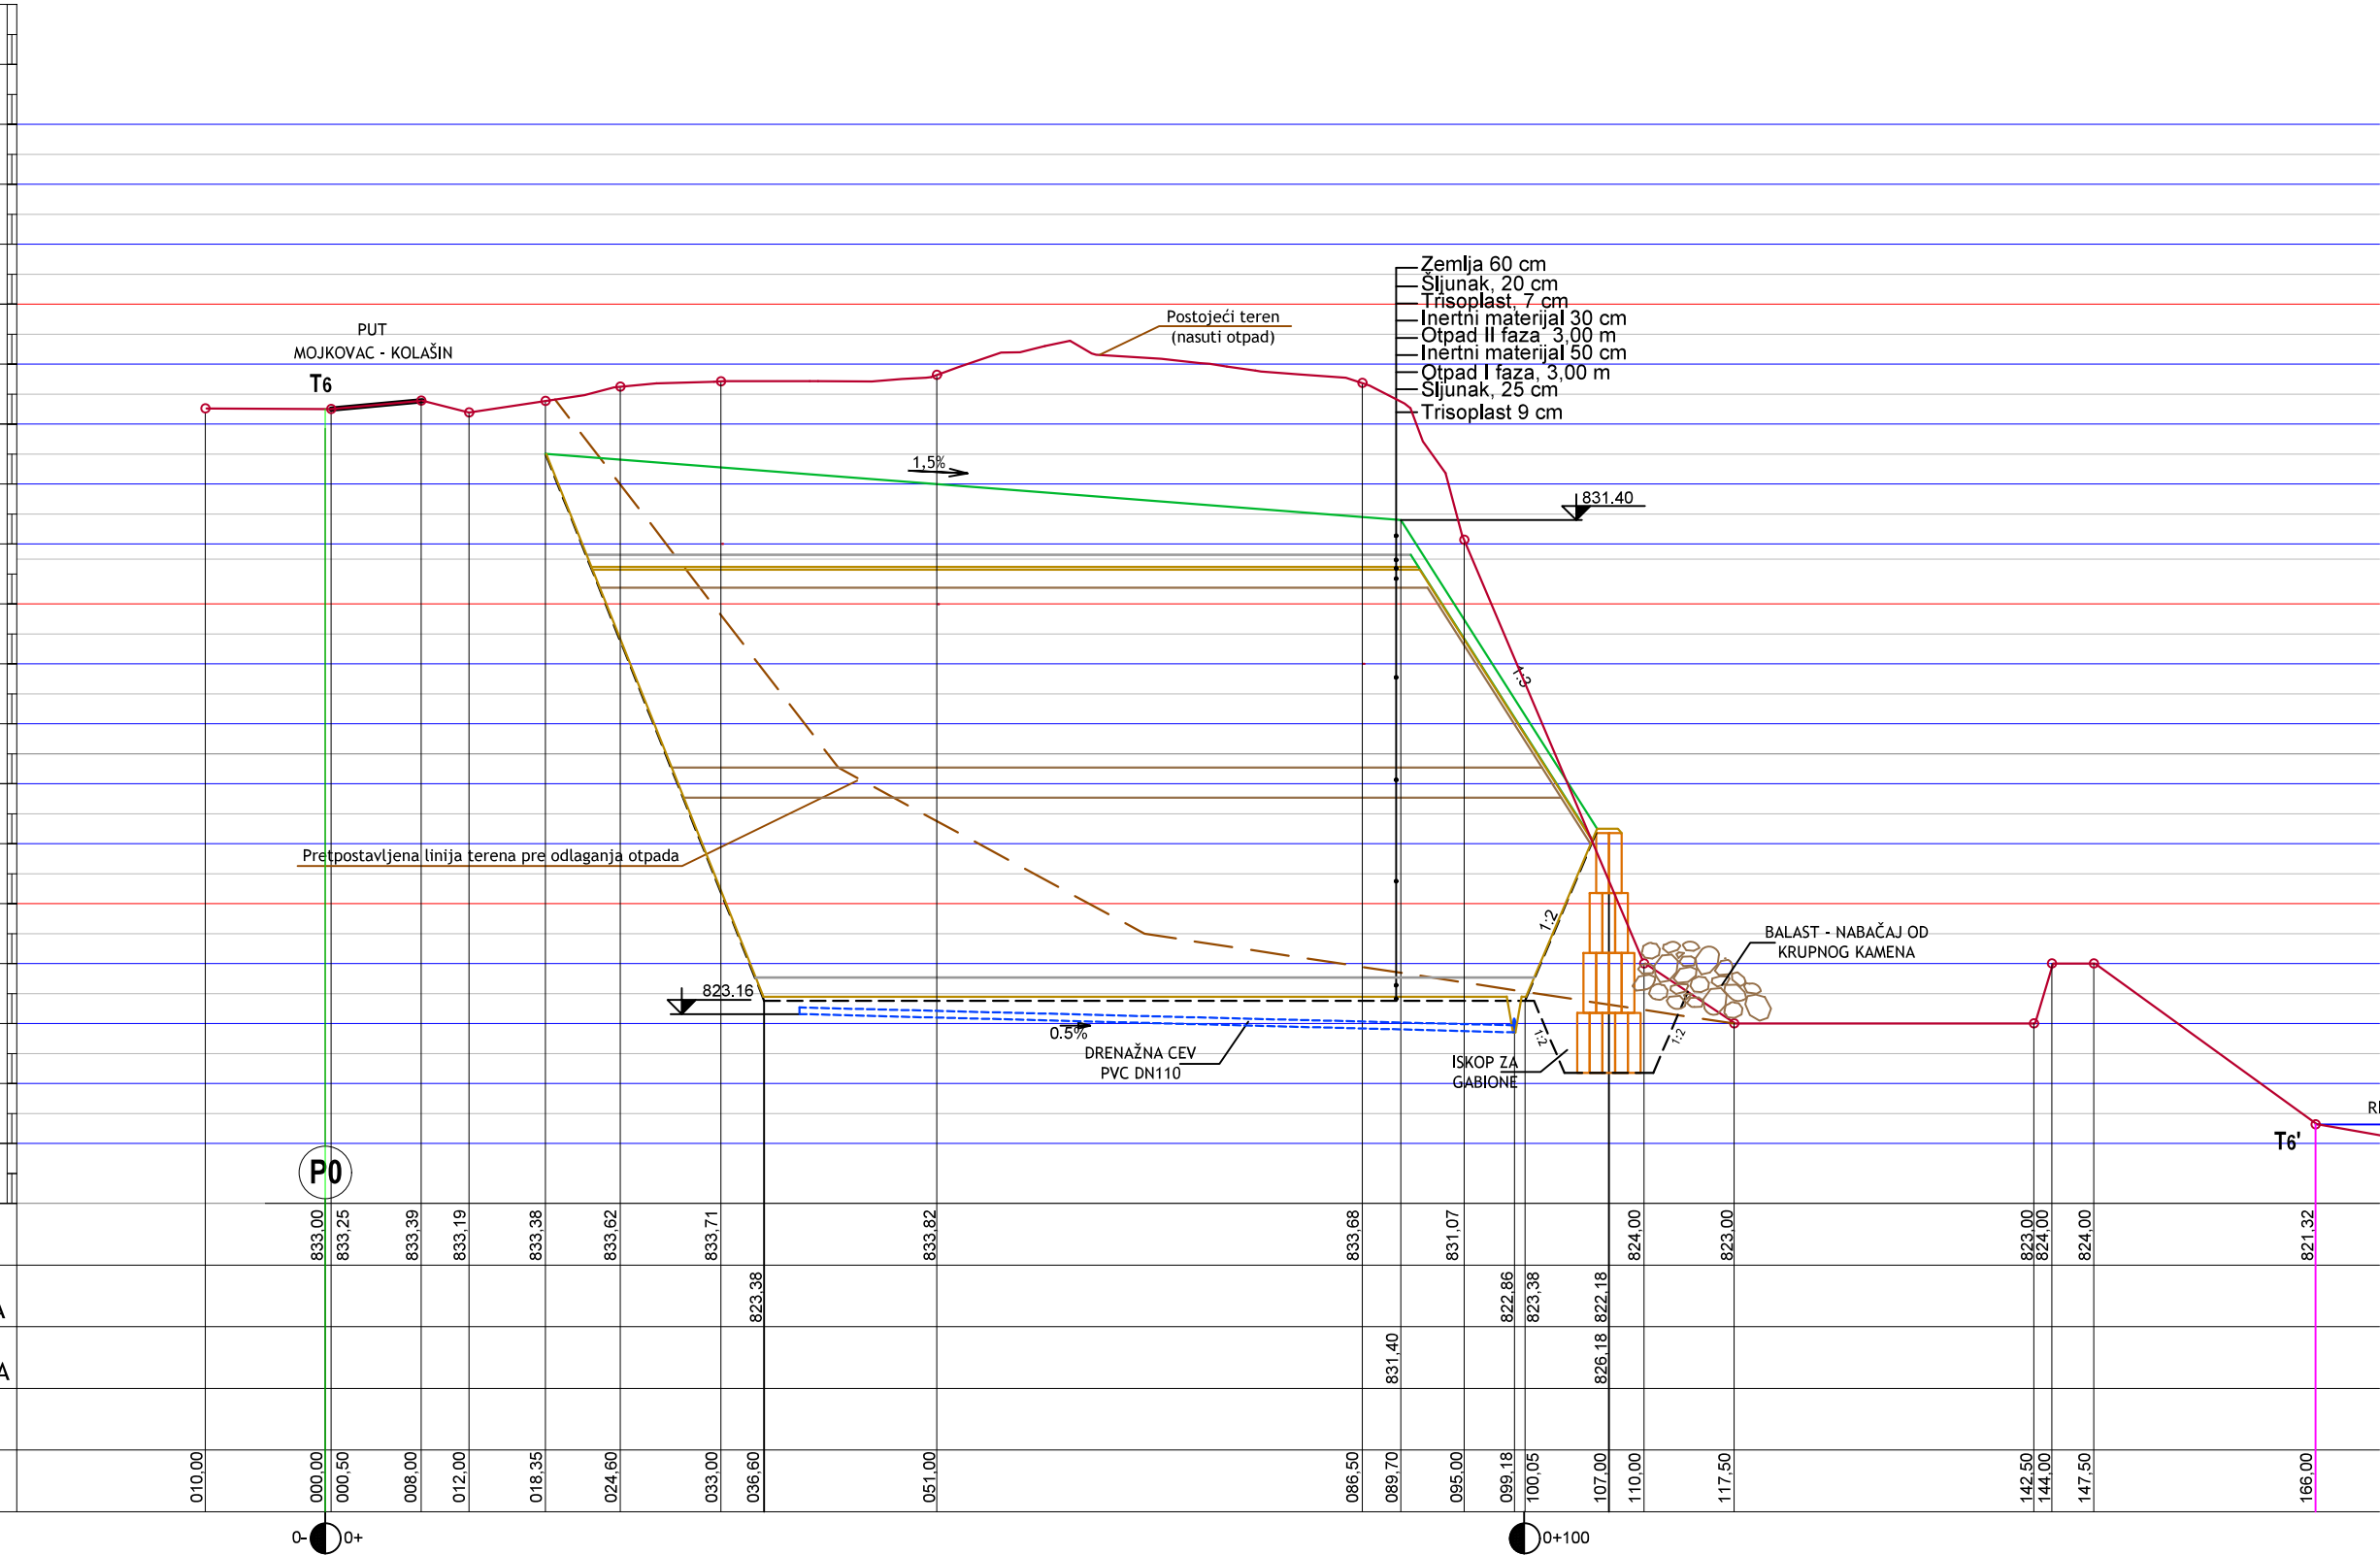 Zemlja 60 cm
Šljunak, 20 cm
Trisoplast, 7 cm
Inertni materijal 30 cm
Otpad II faza, 3,00 m
Inertni materijal 50 cm
Otpad I faza, 3,00 m
Šljunak, 25 cm
Trisoplast 9 cm
Postojeći teren
(nasuti otpad)
PUT
MOJKOVAC - KOLAŠIN
T6
1,5%
831.40
1:3
Pretpostavljena linija terena pre odlaganja otpada
1:2
BALAST - NABAČAJ OD
KRUPNOG KAMENA
823.16
0.5%
DRENAŽNA CEV
PVC DN110
1:2
1:2
ISKOP ZA
GABIONE
T6'
P0
833,00
833,25
833,39
833,19
833,38
833,62
833,71
833,82
833,68
831,07
824,00
823,00
823,00
824,00
824,00
821,32
823,38
822,86
823,38
822,18
A
831,40
826,18
A
010,00
000,00
000,50
008,00
012,00
018,35
024,60
033,00
036,60
051,00
086,50
089,70
095,00
099,18
100,05
107,00
110,00
117,50
142,50
144,00
147,50
166,00
0-
0+
0+100